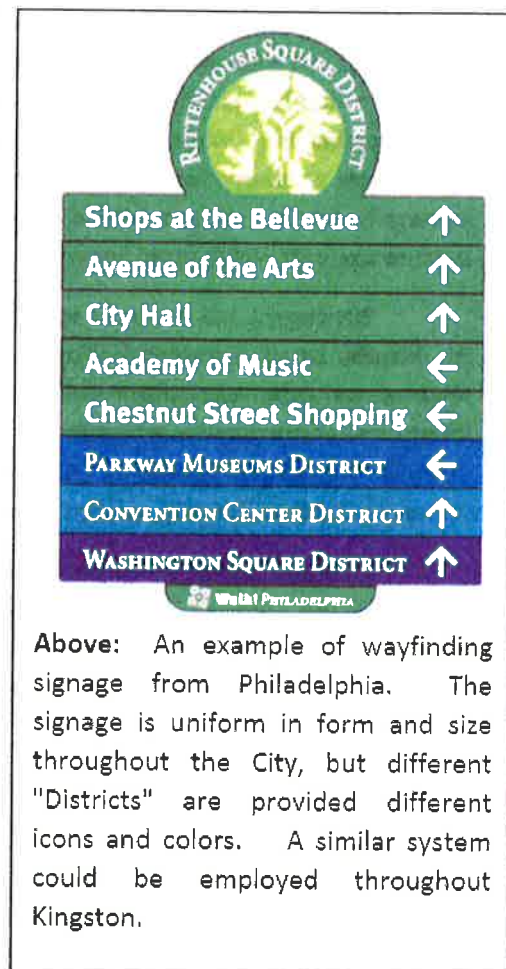 RITTENHOUSE SQUARE DISTRICT
Shops at the Bellevue ↑
Avenue of the Arts ↑
City Hall ↑
Academy of Music ←
Chestnut Street Shopping ←
PARKWAY MUSEUMS DISTRICT ←
CONVENTION CENTER DISTRICT ↑
WASHINGTON SQUARE DISTRICT ↑
Walk! PHILADELPHIA
Above: An example of wayfinding
signage from Philadelphia. The
signage is uniform in form and size
throughout the City, but different
"Districts" are provided different
icons and colors. A similar system
could be employed throughout
Kingston.